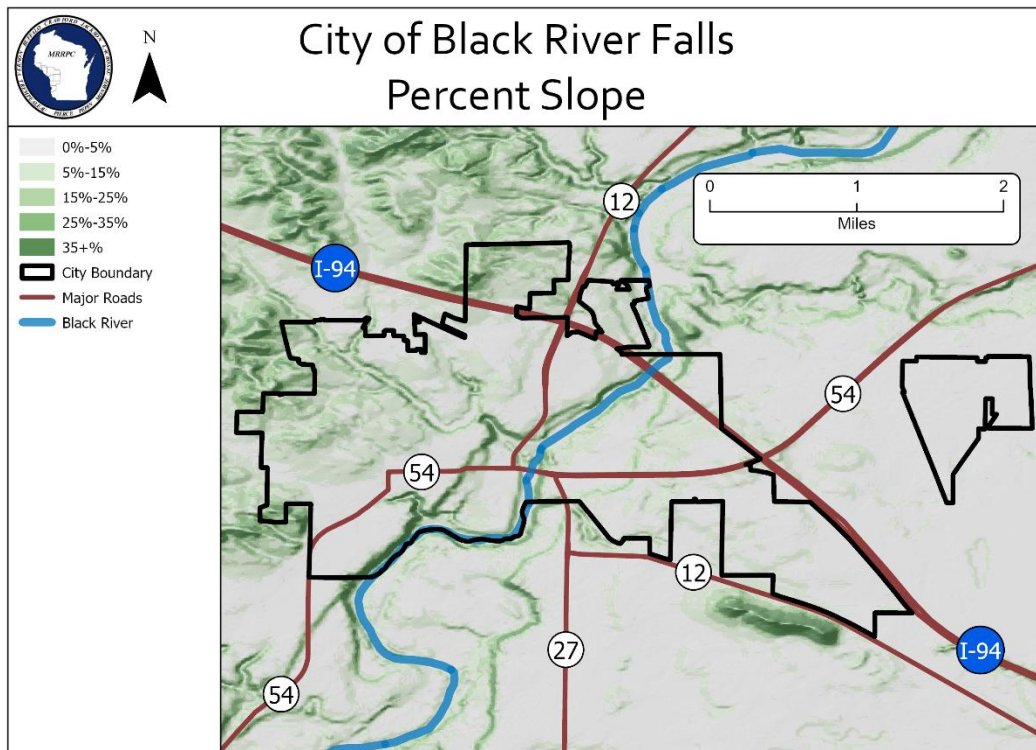 MRRPC
N
City of Black River Falls
Percent Slope
0%-5%
5%-15%
15%-25%
25%-35%
35+%
City Boundary
Major Roads
Black River
0 1 2
Miles
12
I-94
54
54
12
27
I-94
54